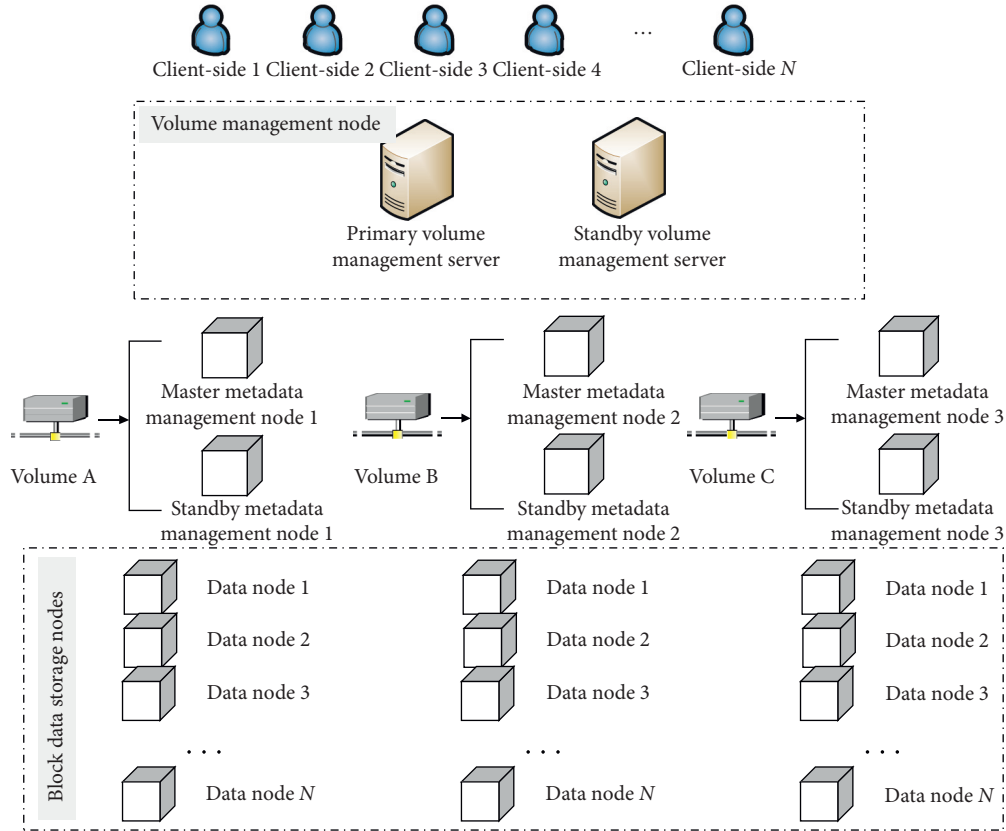 Client-side 1 Client-side 2 Client-side 3 Client-side 4 ... Client-side N
Volume management node
Primary volume
management server
Standby volume
management server
Volume A
Master metadata
management node 1
Standby metadata
management node 1
Volume B
Master metadata
management node 2
Standby metadata
management node 2
Volume C
Master metadata
management node 3
Standby metadata
management node 3
Block data storage nodes
Data node 1
Data node 2
Data node 3
...
Data node N
Data node 1
Data node 2
Data node 3
...
Data node N
Data node 1
Data node 2
Data node 3
...
Data node N